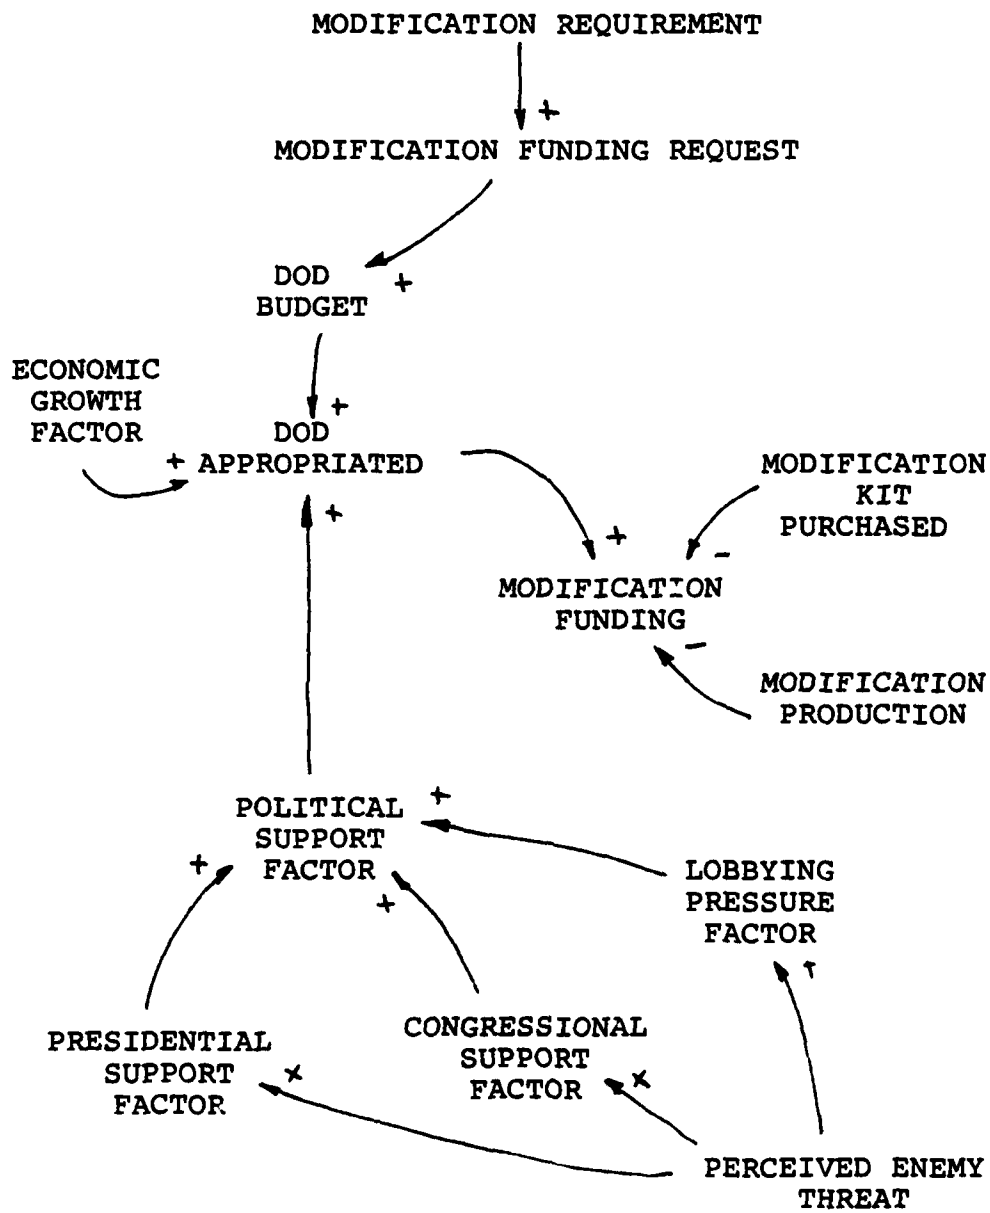 MODIFICATION REQUIREMENT
+
MODIFICATION FUNDING REQUEST
+
DOD
BUDGET
ECONOMIC
GROWTH
FACTOR
+
+
DOD
APPROPRIATED
+
+
MODIFICATION
KIT
PURCHASED
-
MODIFICATION
FUNDING
-
MODIFICATION
PRODUCTION
POLITICAL
SUPPORT
FACTOR
+
+
+
LOBBYING
PRESSURE
FACTOR
+
PRESIDENTIAL
SUPPORT
FACTOR
+
CONGRESSIONAL
SUPPORT
FACTOR
+
PERCEIVED ENEMY
THREAT